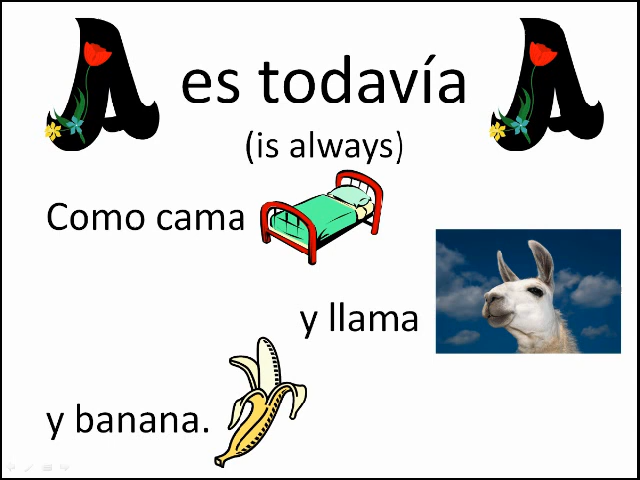 A es todavía A
(is always)
Como cama
y llama
y banana.